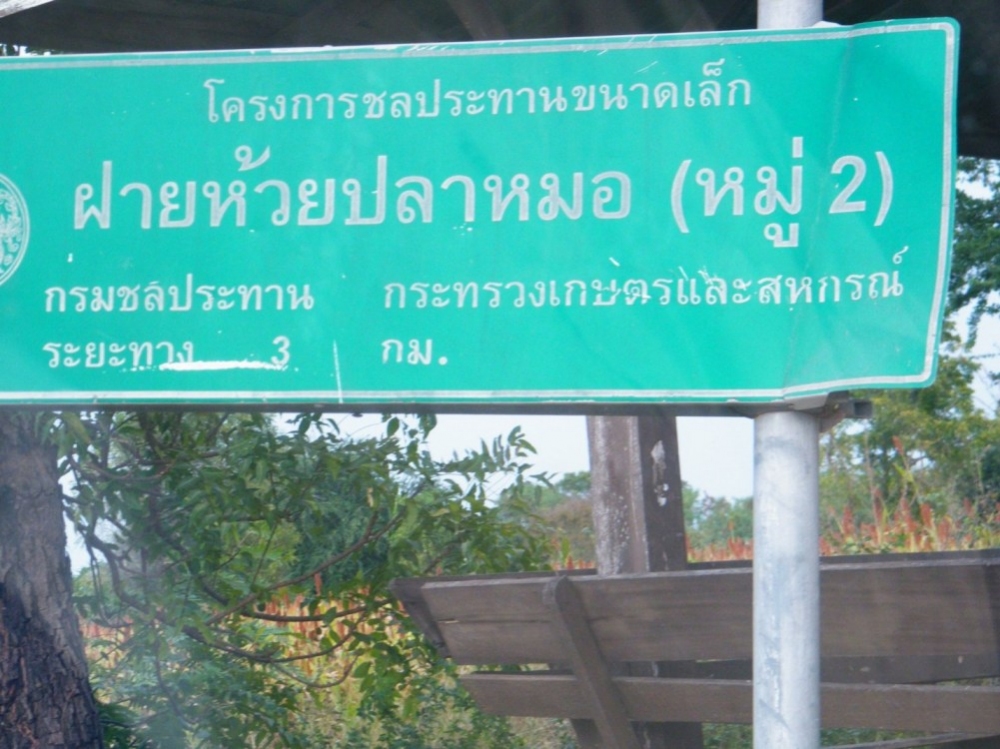 โครงการชลประทานขนาดเล็ก
ฝายห้วยปลาหมอ (หมู่ 2)
กรมชลประทาน กระทรวงเกษตรและสหกรณ์
ระยะทาง 3 กม.